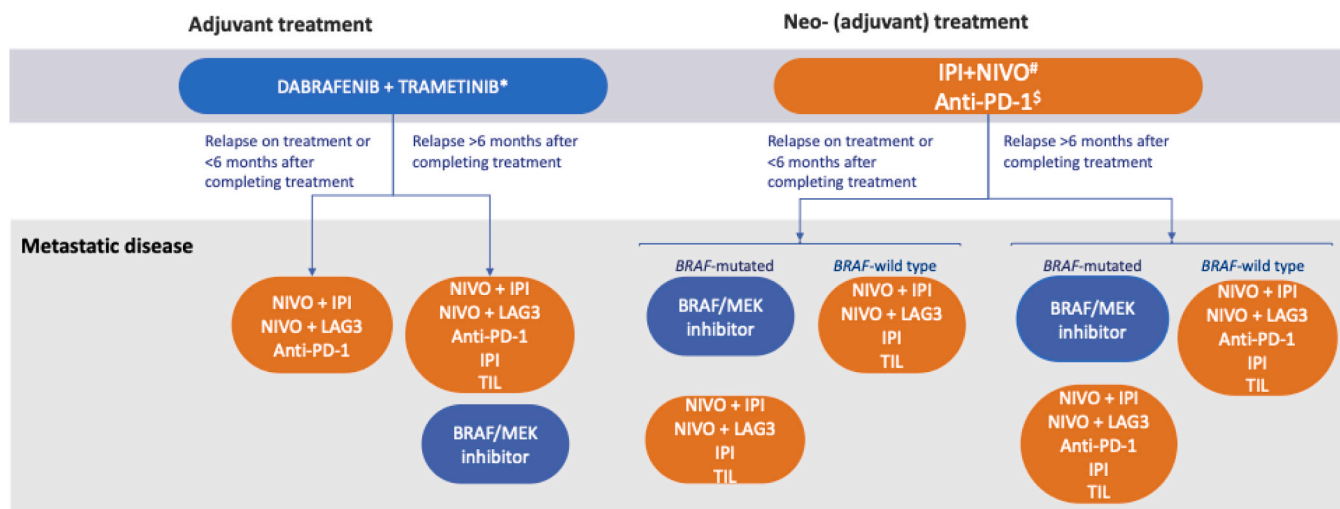 Adjuvant treatment
Neo- (adjuvant) treatment
DABRAFENIB + TRAMETINIB*
IPI+NIVO#
Anti-PD-1$
Relapse on treatment or
<6 months after
completing treatment
Relapse >6 months after
completing treatment
Relapse on treatment or
<6 months after
completing treatment
Relapse >6 months after
completing treatment
Metastatic disease
NIVO + IPI
NIVO + LAG3
Anti-PD-1
NIVO + IPI
NIVO + LAG3
Anti-PD-1
IPI
TIL
BRAF/MEK
inhibitor
BRAF-mutated
BRAF/MEK
inhibitor
NIVO + IPI
NIVO + LAG3
IPI
TIL
BRAF-wild type
NIVO + IPI
NIVO + LAG3
IPI
TIL
BRAF-mutated
BRAF/MEK
inhibitor
NIVO + IPI
NIVO + LAG3
Anti-PD-1
IPI
TIL
BRAF-wild type
NIVO + IPI
NIVO + LAG3
Anti-PD-1
IPI
TIL